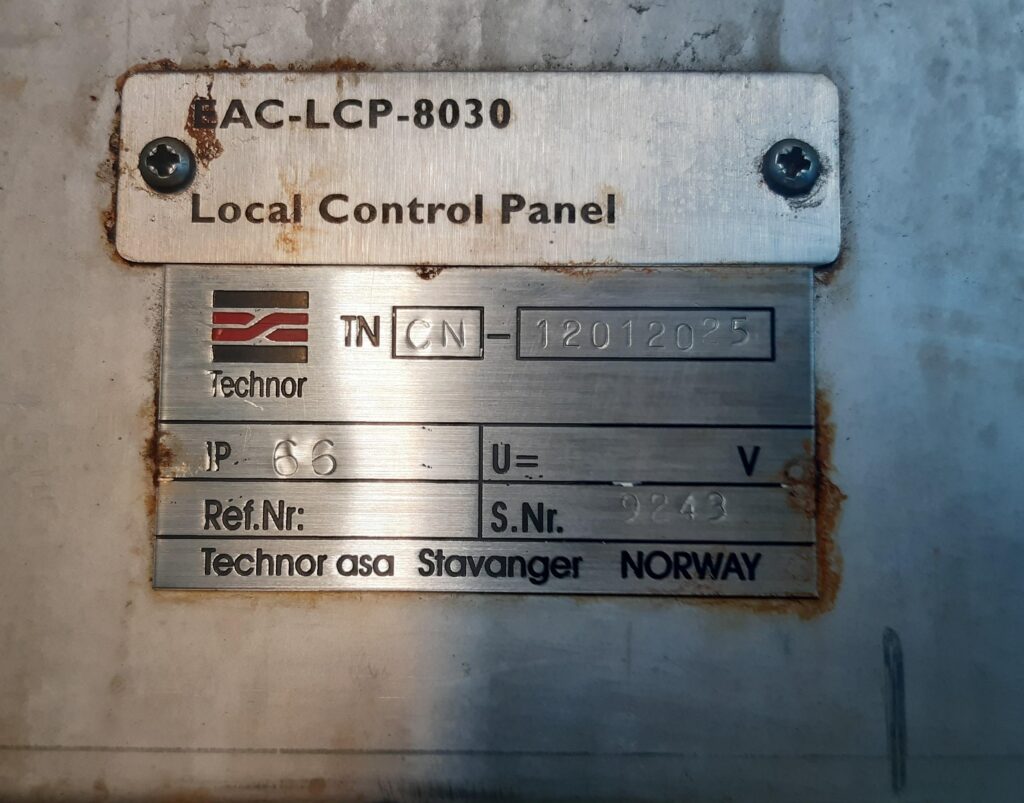 EAC-LCP-8030
Local Control Panel
Technor
TN CN - 12012025
IP 66 U= V
Ref.Nr: S.Nr. 9243
Technor asa Stavanger NORWAY